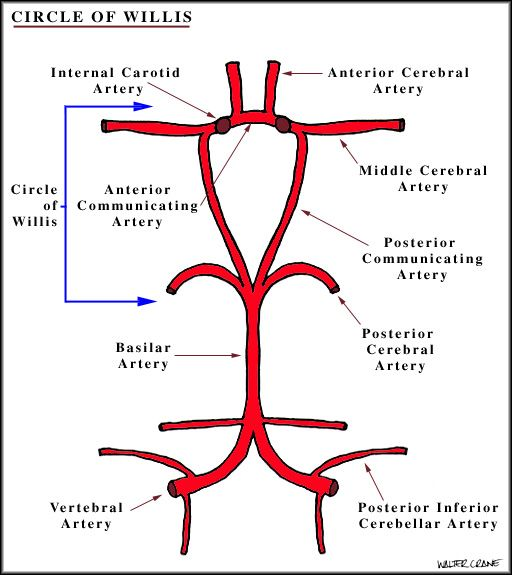 CIRCLE OF WILLIS
Internal Carotid
Artery
Anterior Cerebral
Artery
Middle Cerebral
Artery
Circle
of
Willis
Anterior
Communicating
Artery
Posterior
Communicating
Artery
Basilar
Artery
Posterior
Cerebral
Artery
Vertebral
Artery
Posterior Inferior
Cerebellar Artery
WALTER CRANE